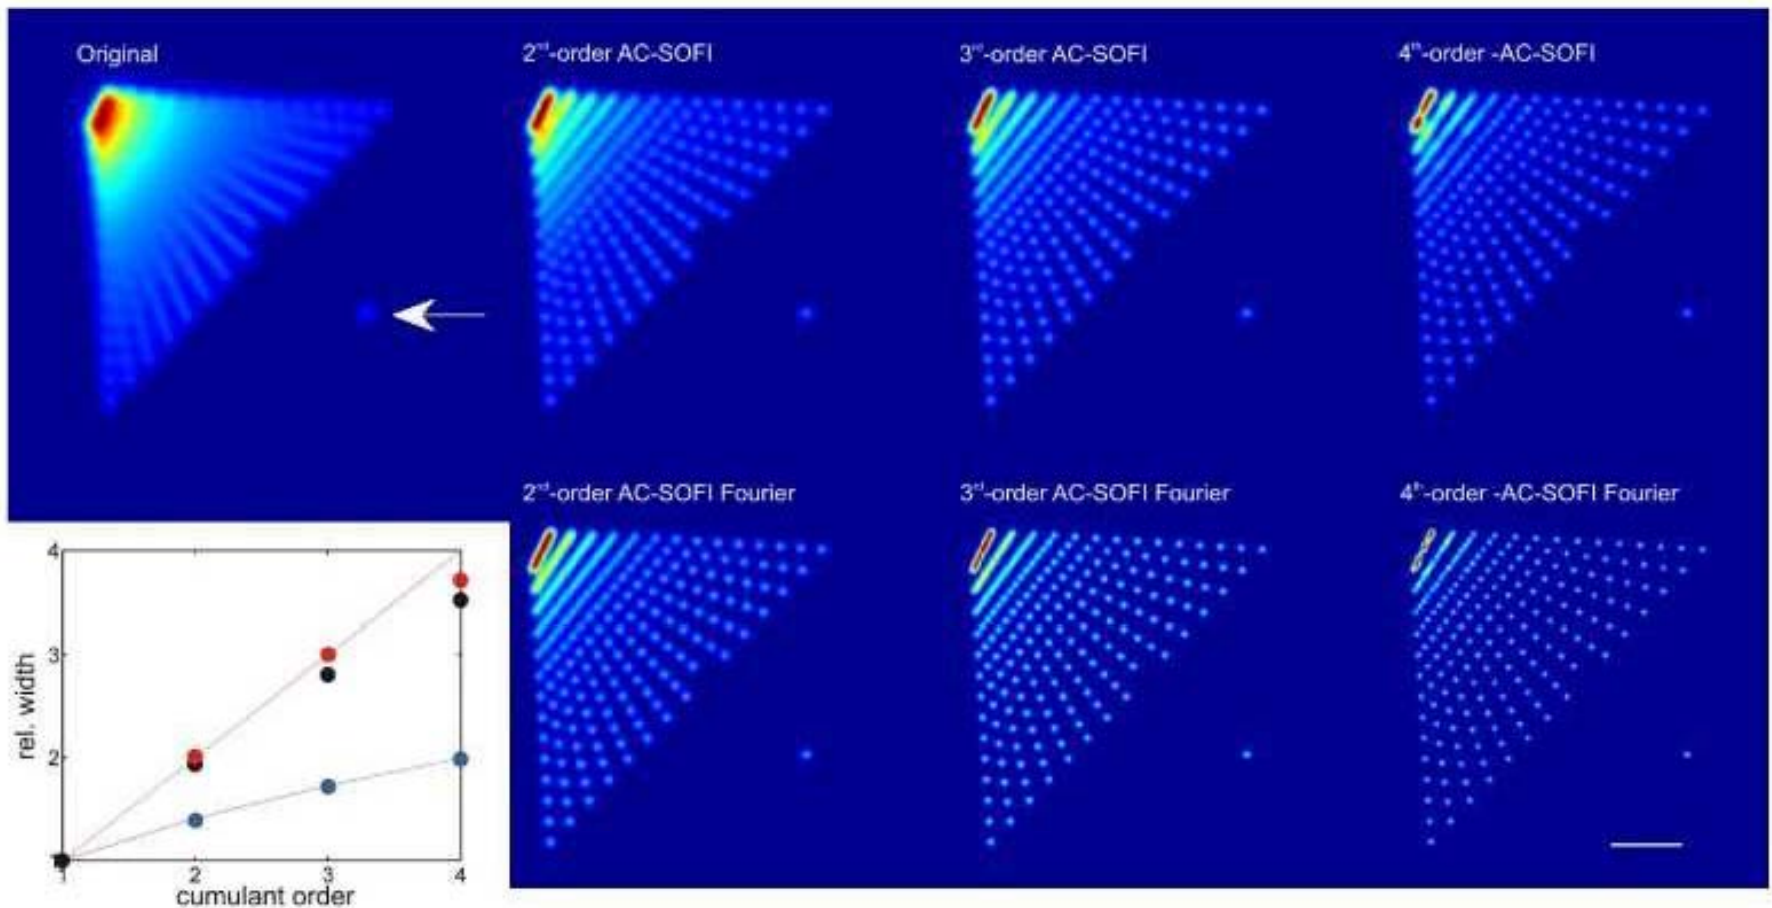 Original
2nd-order AC-SOFI
3rd-order AC-SOFI
4th-order -AC-SOFI
2nd-order AC-SOFI Fourier
3rd-order AC-SOFI Fourier
4th-order -AC-SOFI Fourier
4
3
2
1
rel. width
1 2 3 4
cumulant order